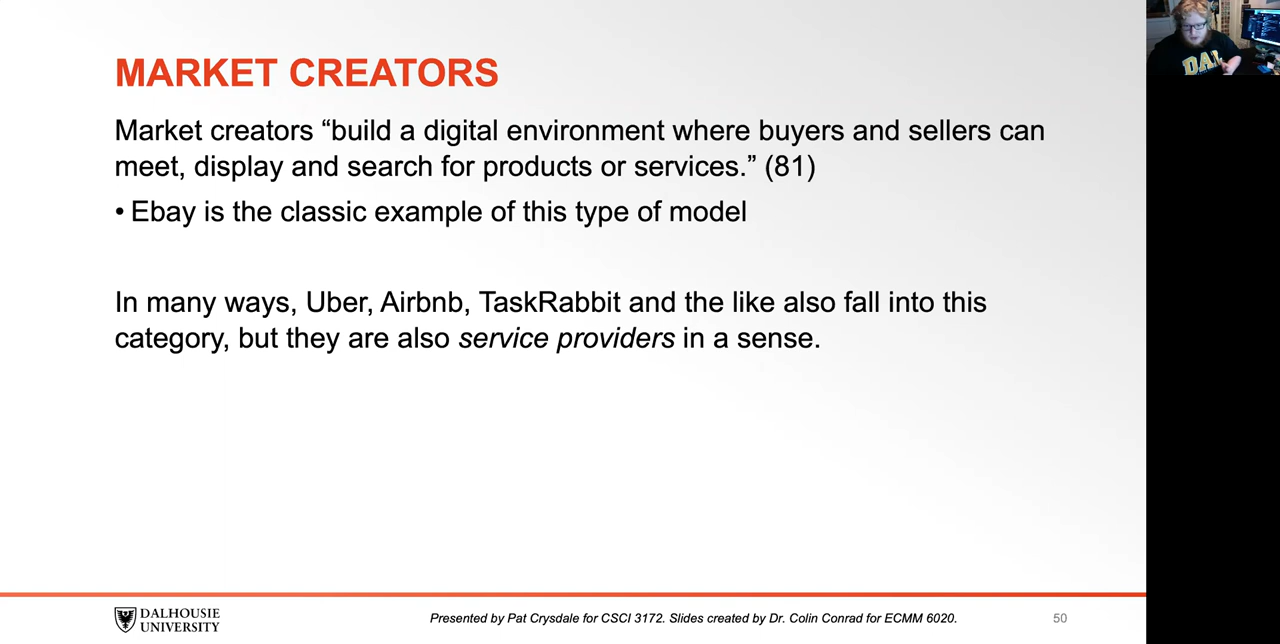 MARKET CREATORS
Market creators “build a digital environment where buyers and sellers can
meet, display and search for products or services.” (81)
• Ebay is the classic example of this type of model
In many ways, Uber, Airbnb, TaskRabbit and the like also fall into this
category, but they are also service providers in a sense.
DALHOUSIE
UNIVERSITY
Presented by Pat Crysdale for CSCI 3172. Slides created by Dr. Colin Conrad for ECMM 6020.
50
DAL